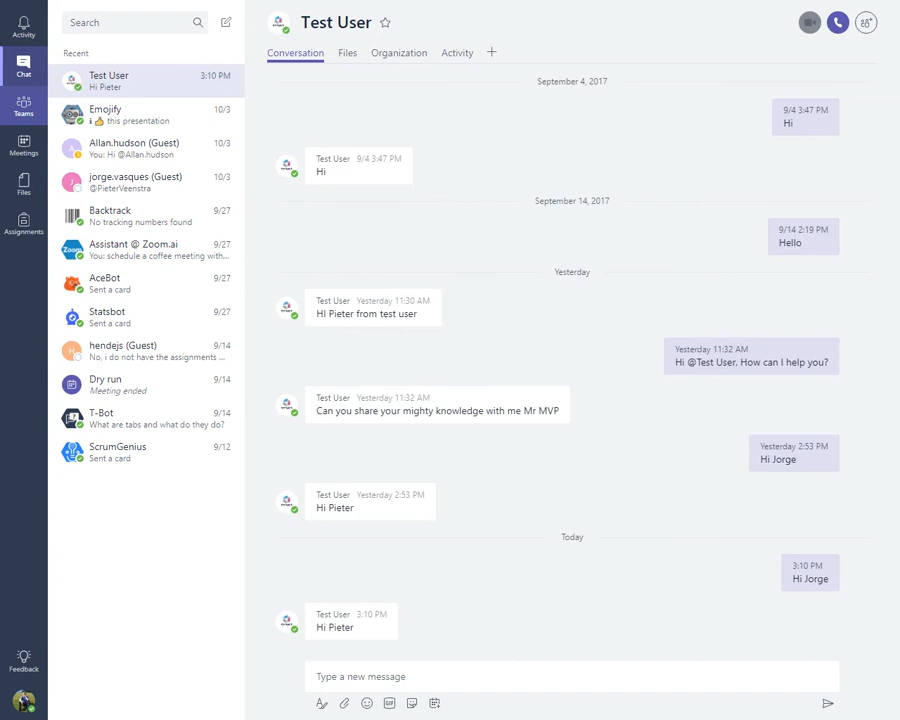 Activity
Chat
Teams
Meetings
Files
Assignments
Feedback
Search
Recent
Test User 3:10 PM
Hi Pieter
Emojify 10/3
i 👍 this presentation
Allan.hudson (Guest) 10/3
You: Hi @Allan.hudson
jorge.vasques (Guest) 10/3
@PieterVeenstra
Backtrack 9/27
No tracking numbers found
Assistant @ Zoom.ai 9/27
You: schedule a coffee meeting with...
AceBot 9/27
Sent a card
Statsbot 9/27
Sent a card
hendejs (Guest) 9/14
No, i do not have the assignments ...
Dry run 9/14
Meeting ended
T-Bot 9/14
What are tabs and what do they do?
ScrumGenius 9/12
Sent a card
Zoom
H
A
J
Test User
Conversation Files Organization Activity
September 4, 2017
9/4 3:47 PM
Hi
Test User 9/4 3:47 PM
Hi
September 14, 2017
9/14 2:19 PM
Hello
Yesterday
Test User Yesterday 11:30 AM
HI Pieter from test user
Yesterday 11:32 AM
Hi @Test User, How can I help you?
Test User Yesterday 11:32 AM
Can you share your mighty knowledge with me Mr MVP
Yesterday 2:53 PM
Hi Jorge
Test User Yesterday 2:53 PM
Hi Pieter
Today
3:10 PM
Hi Jorge
Test User 3:10 PM
Hi Pieter
Type a new message
GIF